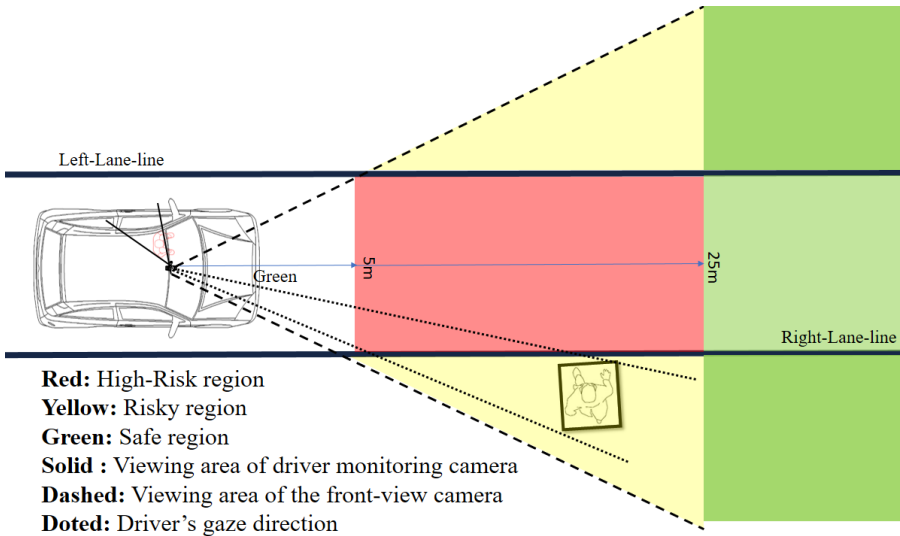 Left-Lane-line
Green
5m
25m
Right-Lane-line
Red: High-Risk region
Yellow: Risky region
Green: Safe region
Solid : Viewing area of driver monitoring camera
Dashed: Viewing area of the front-view camera
Doted: Driver’s gaze direction